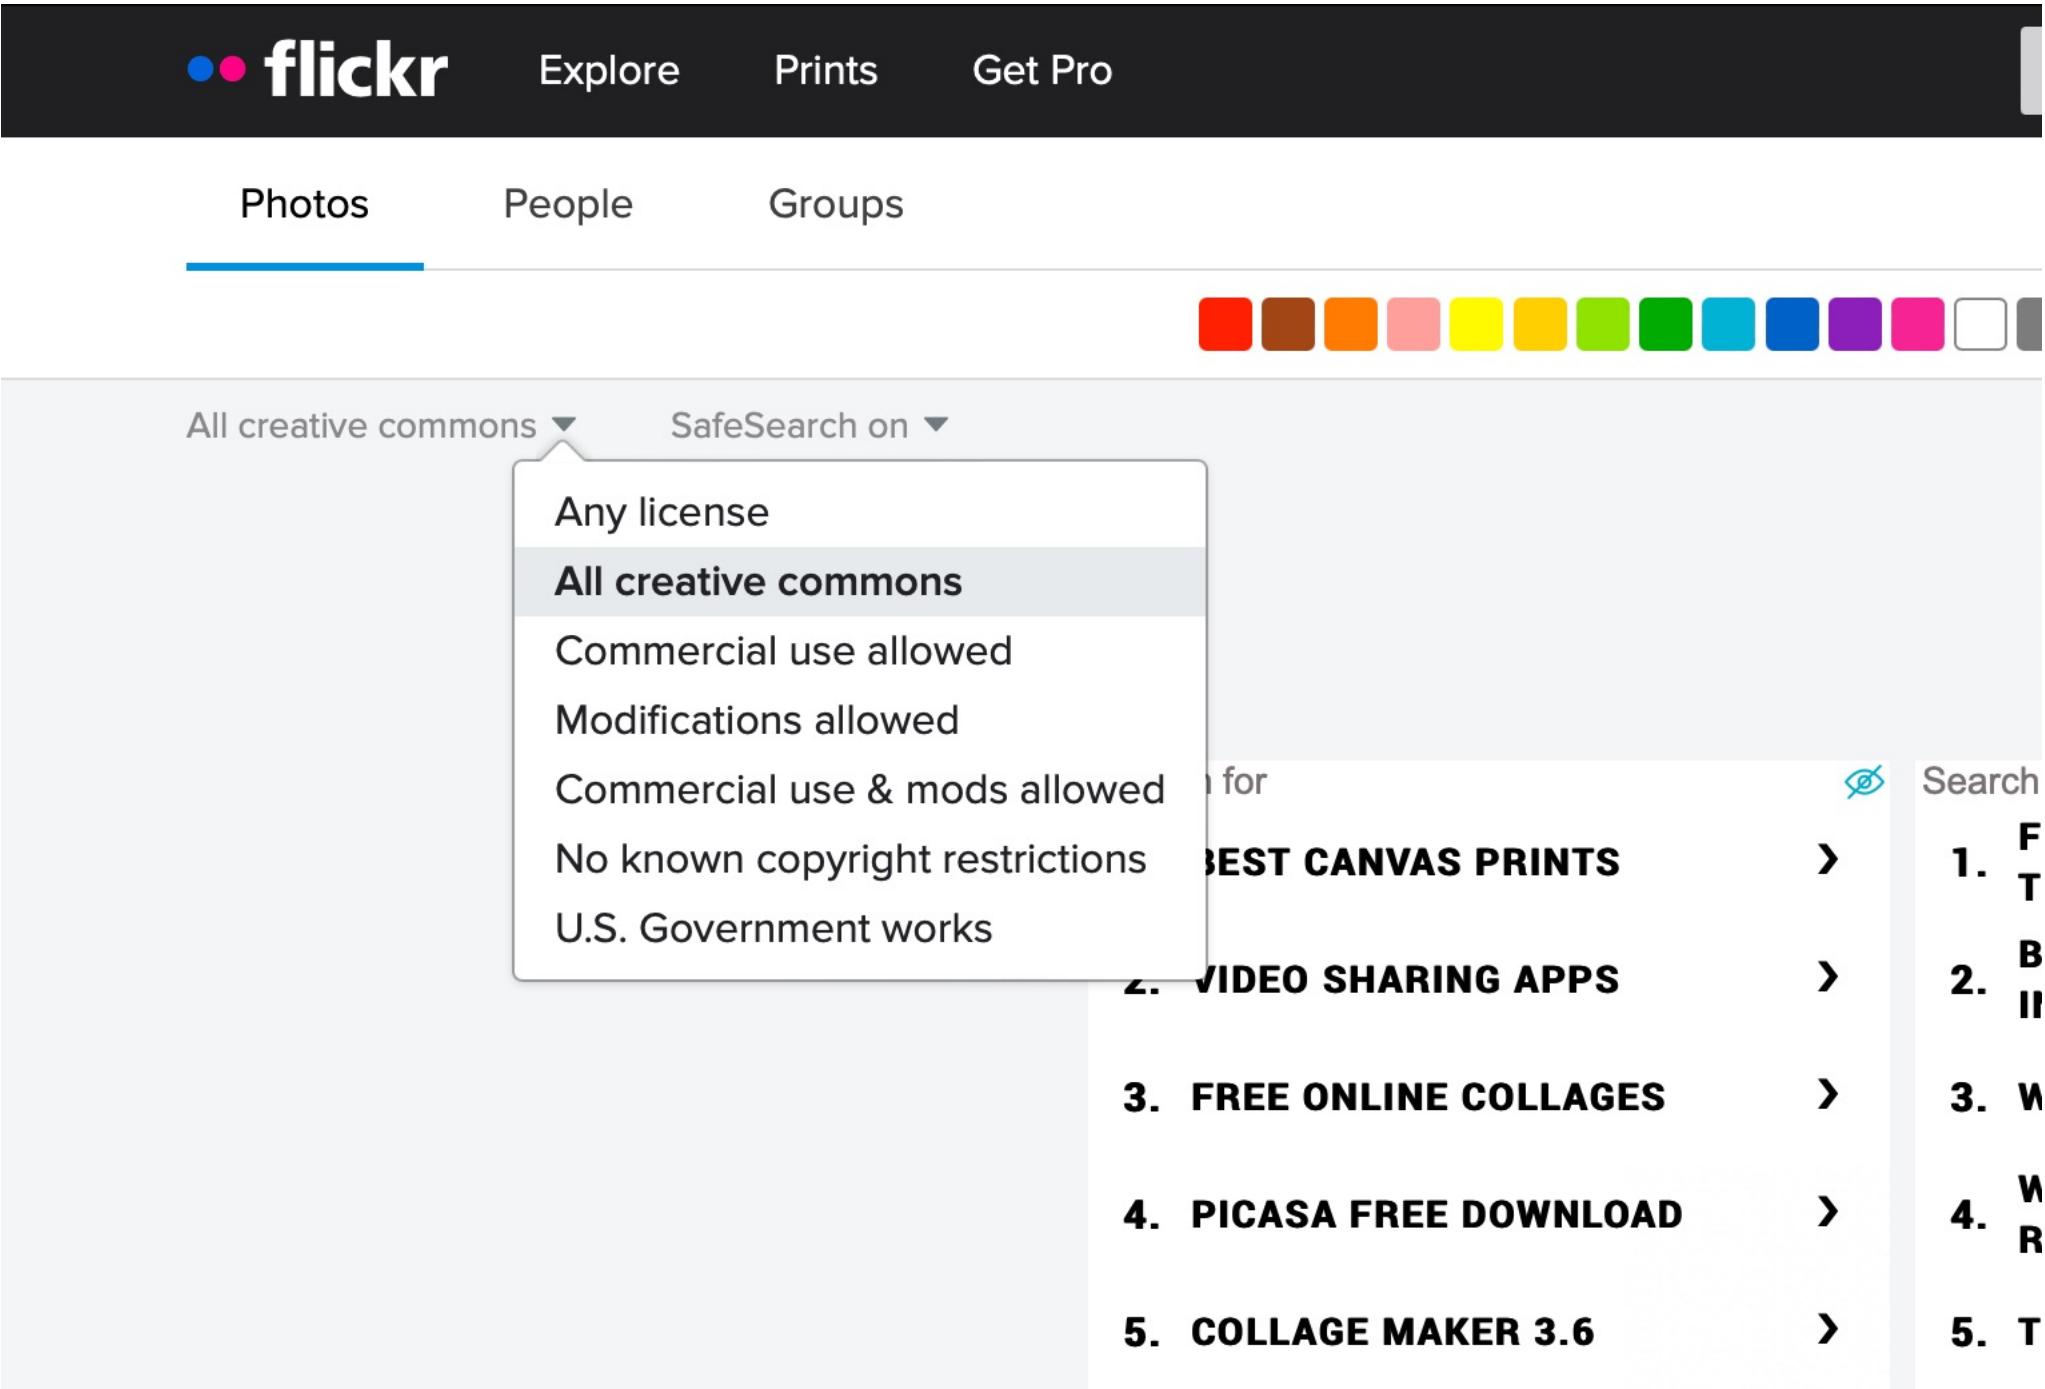 flickr Explore Prints Get Pro
Photos People Groups
All creative commons SafeSearch on
Any license
All creative commons
Commercial use allowed
Modifications allowed
Commercial use & mods allowed
No known copyright restrictions
U.S. Government works
for
BEST CANVAS PRINTS
2. VIDEO SHARING APPS
3. FREE ONLINE COLLAGES
4. PICASA FREE DOWNLOAD
5. COLLAGE MAKER 3.6
Search
1.
2.
3.
4.
5.